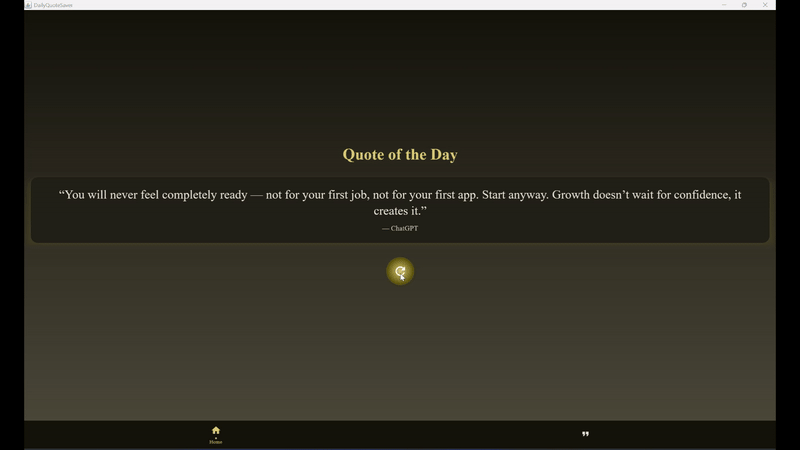 DailyQuoteSaver
Quote of the Day
“You will never feel completely ready — not for your first job, not for your first app. Start anyway. Growth doesn’t wait for confidence, it
creates it.”
— ChatGPT
Home